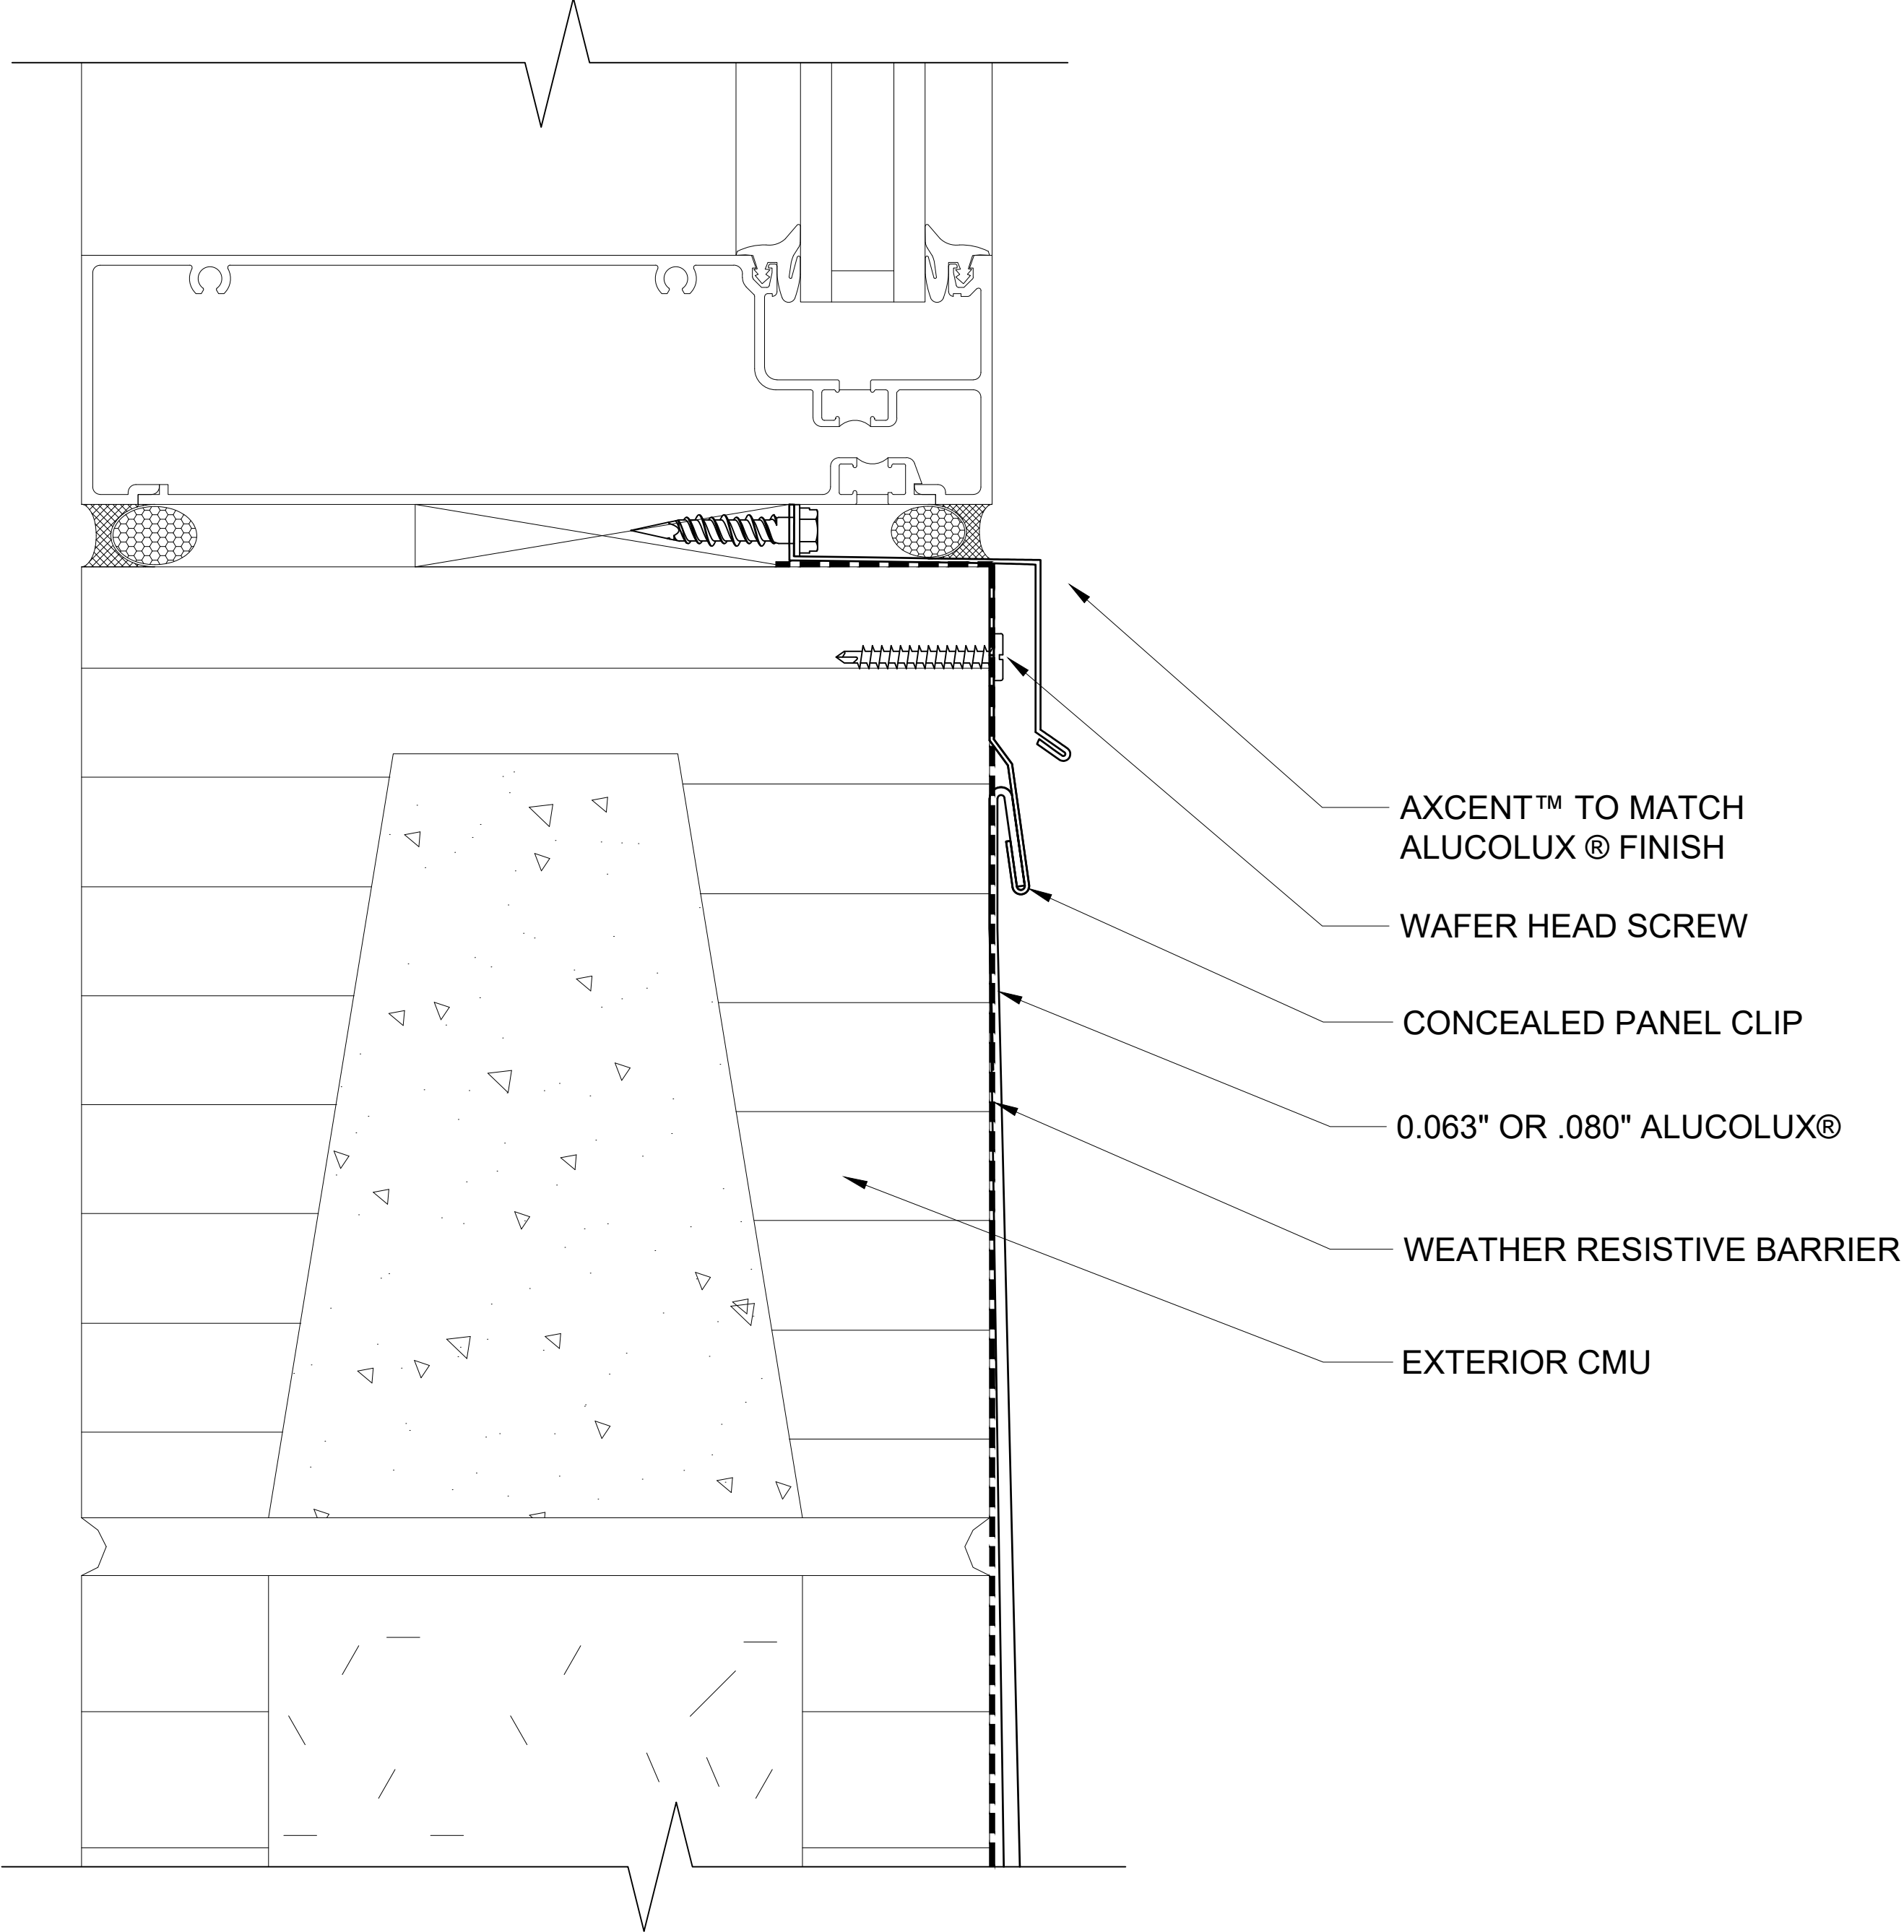 AXCENT™ TO MATCH
ALUCOLUX ® FINISH
WAFER HEAD SCREW
CONCEALED PANEL CLIP
0.063" OR .080" ALUCOLUX®
WEATHER RESISTIVE BARRIER
EXTERIOR CMU